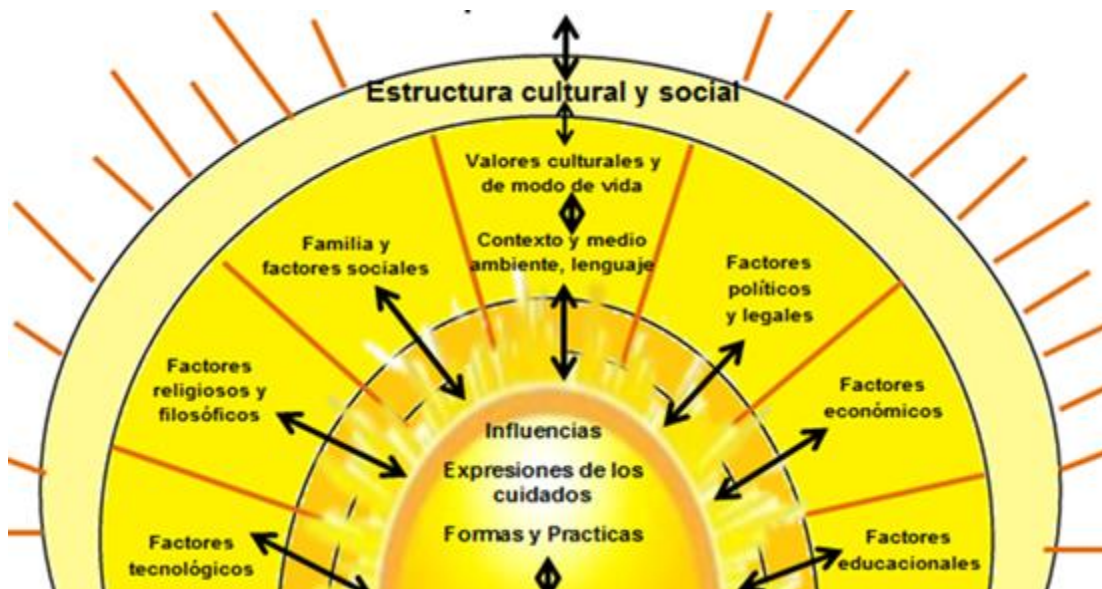 Estructura cultural y social
Valores culturales y
de modo de vida
Contexto y medio
ambiente, lenguaje
Familia y
factores sociales
Factores
políticos
y legales
Factores
religiosos y
filosóficos
Factores
económicos
Influencias
Expresiones de los
cuidados
Formas y Practicas
Factores
tecnológicos
Factores
educacionales